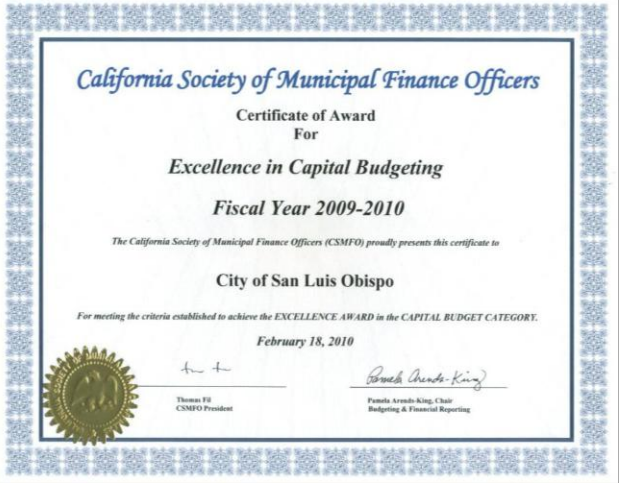 California Society of Municipal Finance Officers
Certificate of Award
For
Excellence in Capital Budgeting
Fiscal Year 2009-2010
The California Society of Municipal Finance Officers (CSMFO) proudly presents this certificate to
City of San Luis Obispo
For meeting the criteria established to achieve the EXCELLENCE AWARD in the CAPITAL BUDGET CATEGORY.
February 18, 2010
Pamela Arends-King
Thomas Fil
CSMFO President
Pamela Arends-King, Chair
Budgeting & Financial Reporting